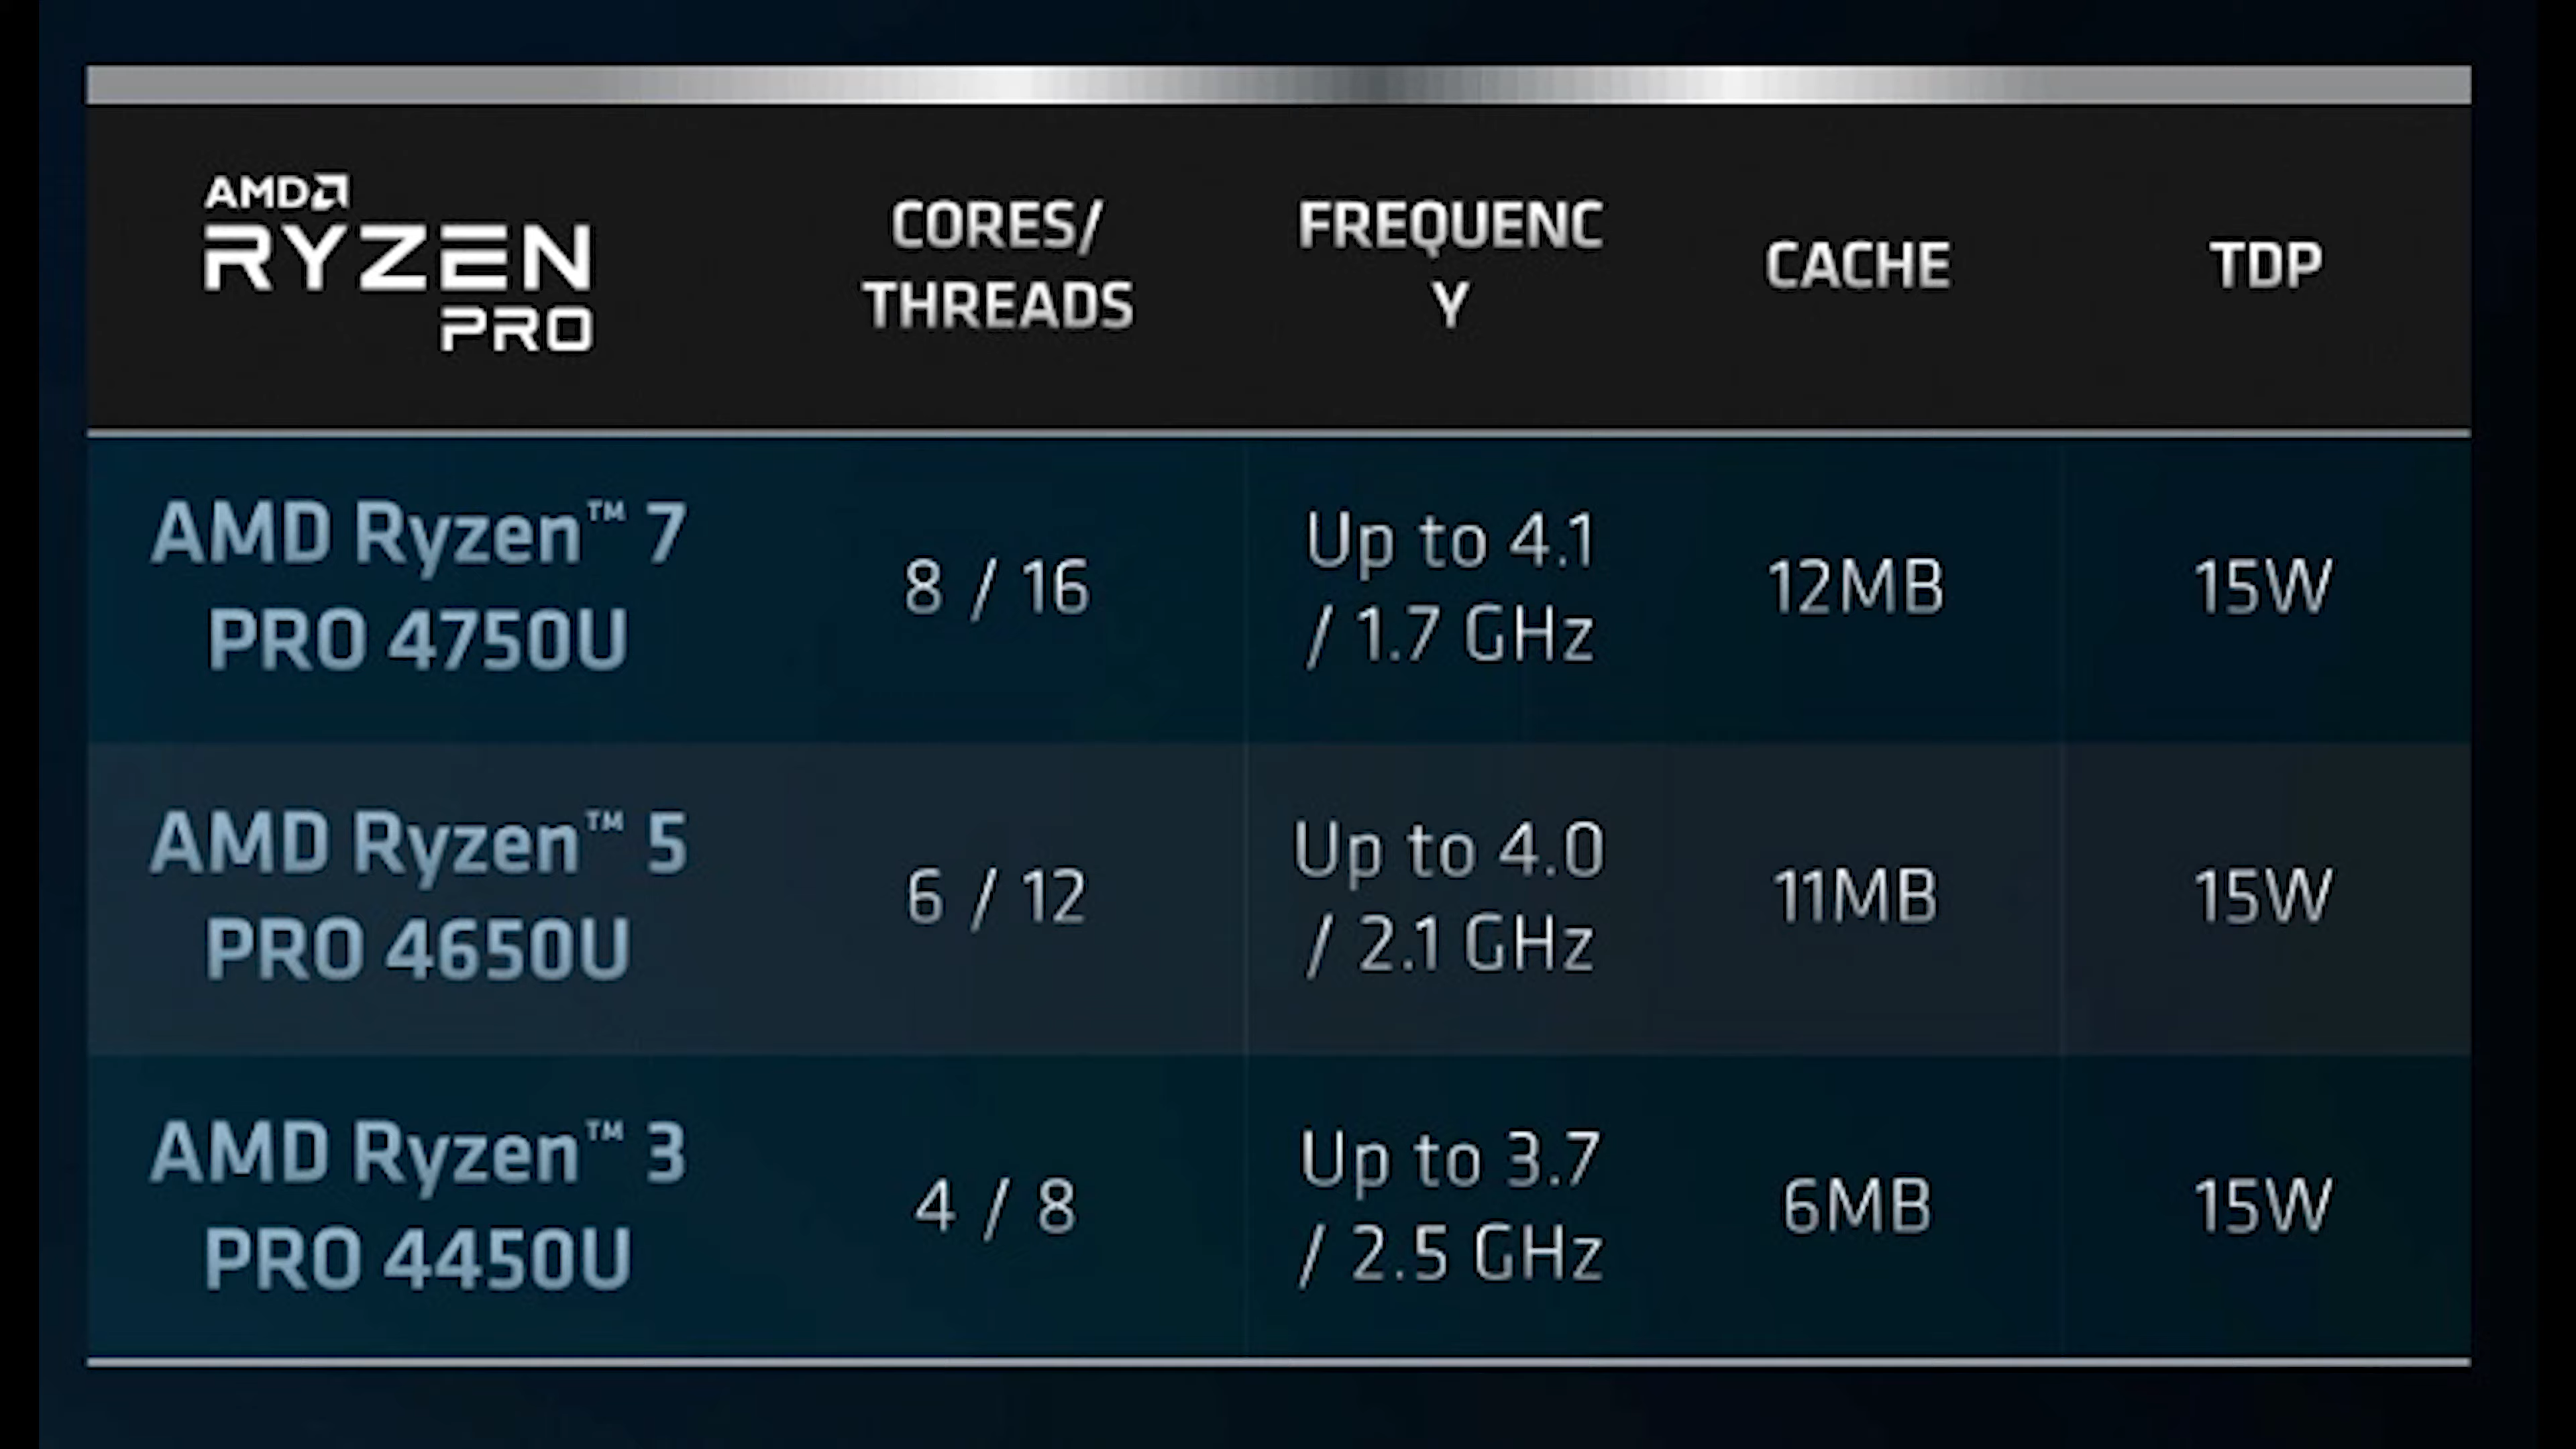 AMD
RYZEN
PRO
CORES/
THREADS
FREQUENC
Y
CACHE
TDP
AMD Ryzen™ 7
PRO 4750U
8 / 16
Up to 4.1
/ 1.7 GHz
12MB
15W
AMD Ryzen™ 5
PRO 4650U
6 / 12
Up to 4.0
/ 2.1 GHz
11MB
15W
AMD Ryzen™ 3
PRO 4450U
4 / 8
Up to 3.7
/ 2.5 GHz
6MB
15W